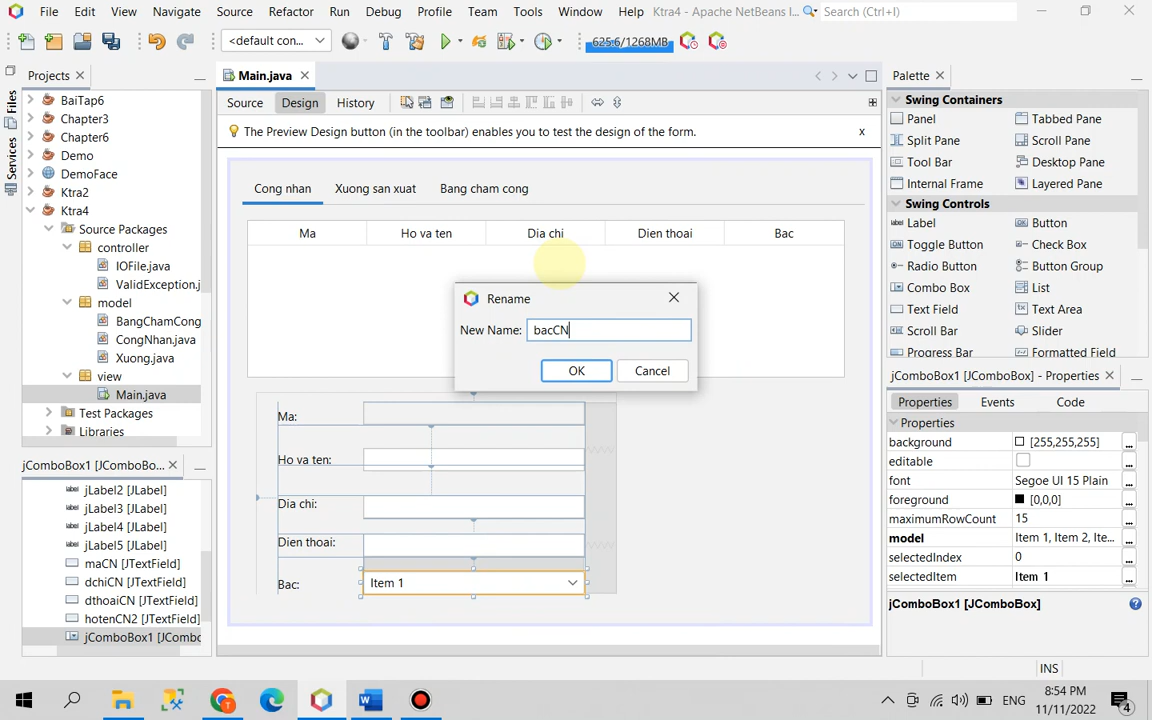 File Edit View Navigate Source Refactor Run Debug Profile Team Tools Window Help Ktra4 - Apache NetBeans I... Search (Ctrl+I)
<default con... 625.6/1268MB
Files
Services
Projects
BaiTap6
Chapter3
Chapter6
Demo
DemoFace
Ktra2
Ktra4
Source Packages
controller
IOFile.java
ValidException.j
model
BangChamCong
CongNhan.java
Xuong.java
view
Main.java
Test Packages
Libraries
jComboBox1 [JComboBo...
jLabel2 [JLabel]
jLabel3 [JLabel]
jLabel4 [JLabel]
jLabel5 [JLabel]
maCN [JTextField]
dchiCN [JTextField]
dthoaiCN [JTextField]
hotenCN2 [JTextField]
jComboBox1 [JCombo
Main.java
Source Design History
The Preview Design button (in the toolbar) enables you to test the design of the form. x
Cong nhan Xuong san xuat Bang cham cong
Ma Ho va ten Dia chi Dien thoai Bac
Rename
New Name: bacCN
OK Cancel
Ma:
Ho va ten:
Dia chi:
Dien thoai:
Bac: Item 1
Palette
Swing Containers
Panel Tabbed Pane
Split Pane Scroll Pane
Tool Bar Desktop Pane
Internal Frame Layered Pane
Swing Controls
Label Button
Toggle Button Check Box
Radio Button Button Group
Combo Box List
Text Field Text Area
Scroll Bar Slider
Progress Bar Formatted Field
jComboBox1 [JComboBox] - Properties
Properties Events Code
Properties
background [255,255,255] ...
editable ...
font Segoe UI 15 Plain ...
foreground [0,0,0] ...
maximumRowCount 15 ...
model Item 1, Item 2, Ite... ...
selectedIndex 0 ...
selectedItem Item 1 ...
jComboBox1 [JComboBox]
INS
ENG
8:54 PM
11/11/2022
4